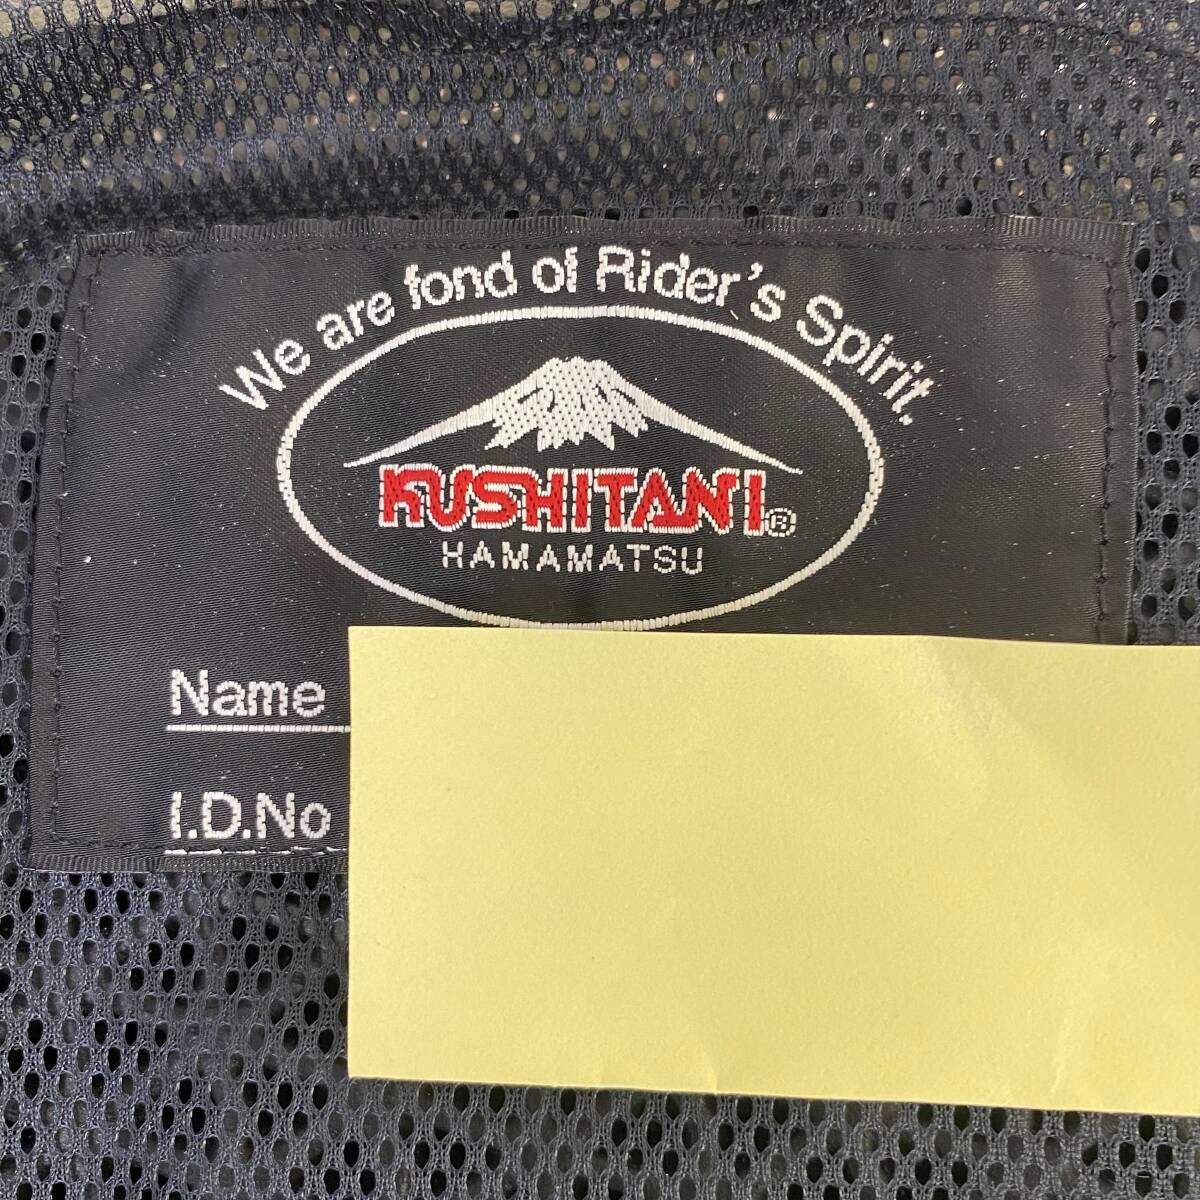 We are fond of Rider's Spirit.
KUSHITANI®
HAMAMATSU
Name
I.D.No